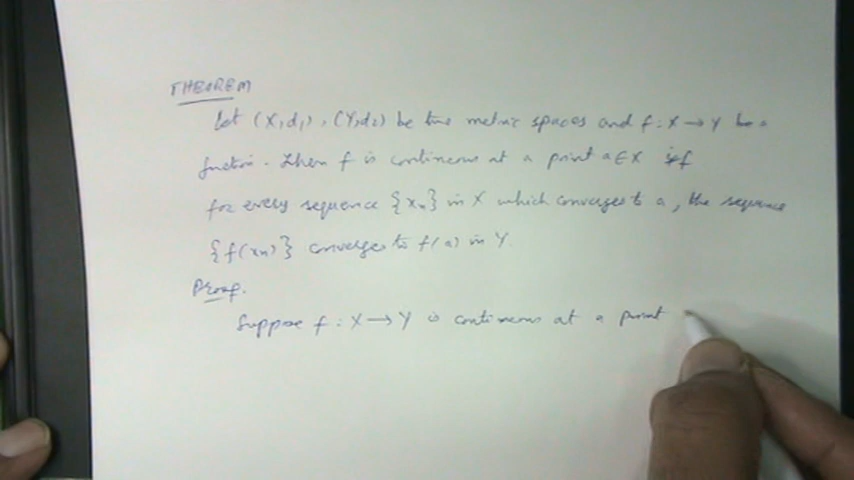 THEOREM
Let (X,d₁), (Y,d₂) be two metric spaces and f : X → Y be a
function. Then f is continuous at a point a∈X iff
for every sequence {xₙ} in X which converges to a, the sequence
{f(xₙ)} converges to f(a) in Y.
Proof.
Suppose f : X → Y is continuous at a point